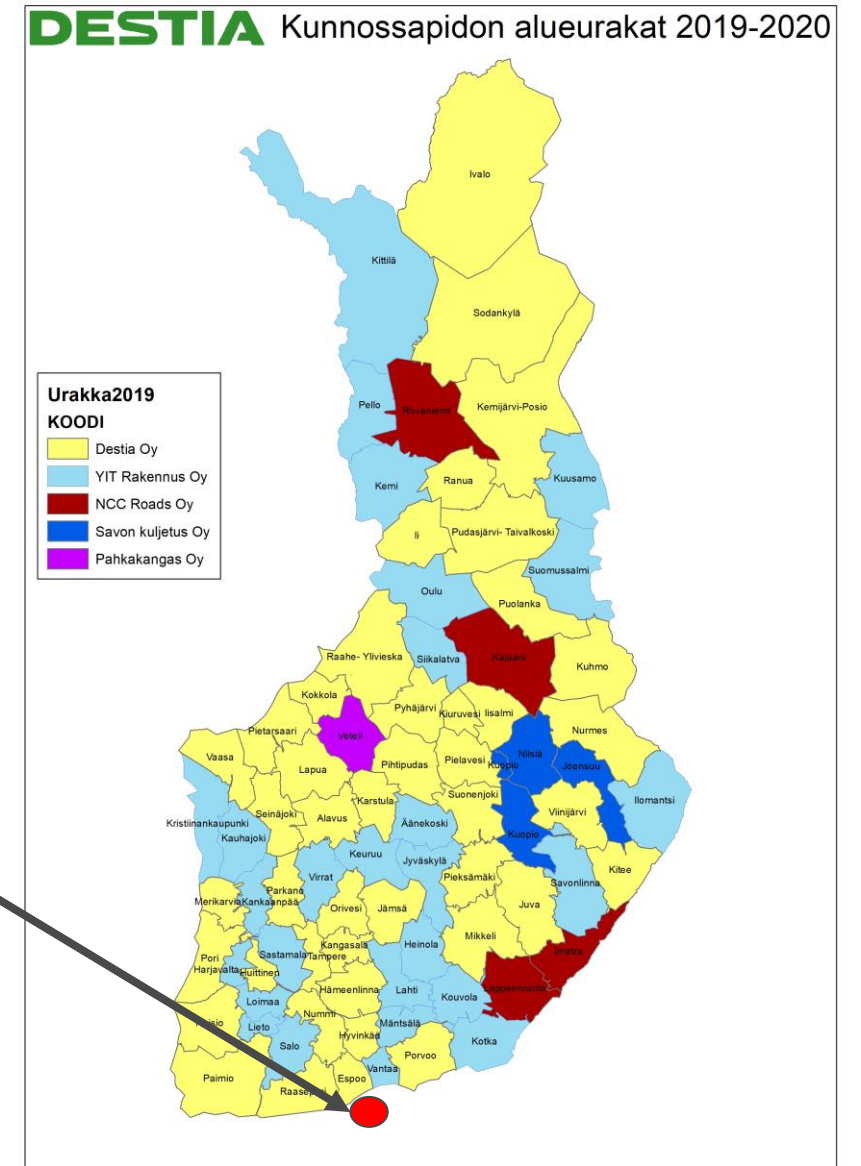 DESTIA Kunnossapidon alueurakat 2019-2020
Ivalo
Kittilä
Sodankylä
Urakka2019
KOODI
Destia Oy
YIT Rakennus Oy
NCC Roads Oy
Savon kuljetus Oy
Pahkakangas Oy
Pello
Rovaniemi
Kemijärvi-Posio
Kemi
Ranua
Kuusamo
Ii
Pudasjärvi- Taivalkoski
Suomussalmi
Oulu
Puolanka
Raahe- Ylivieska
Siikalatva
Kajaani
Kuhmo
Kokkola
Pyhäjärvi
Kiuruvesi
Iisalmi
Pietarsaari
Veteli
Nurmes
Vaasa
Lapua
Pihtipudas
Pielavesi
Kuopio
Nilsiä
Joensuu
Karstula
Suonenjoki
Ilomantsi
Kristiinankaupunki
Seinäjoki
Alavus
Äänekoski
Viinijärvi
Kauhajoki
Kuopio
Keuruu
Jyväskylä
Kitee
Virrat
Pieksämäki
Savonlinna
Merikarvia
Kankaanpää
Parkano
Orivesi
Jämsä
Juva
Pori
Sastamala
Kangasala
Tampere
Heinola
Mikkeli
Imatra
Harjavalta
Huittinen
Hämeenlinna
Lahti
Kouvola
Lappeenranta
Loimaa
Nummi
Lieto
Salo
Hyvinkää
Mäntsälä
Porvoo
Kotka
Paimio
Raasepori
Espoo
Vantaa